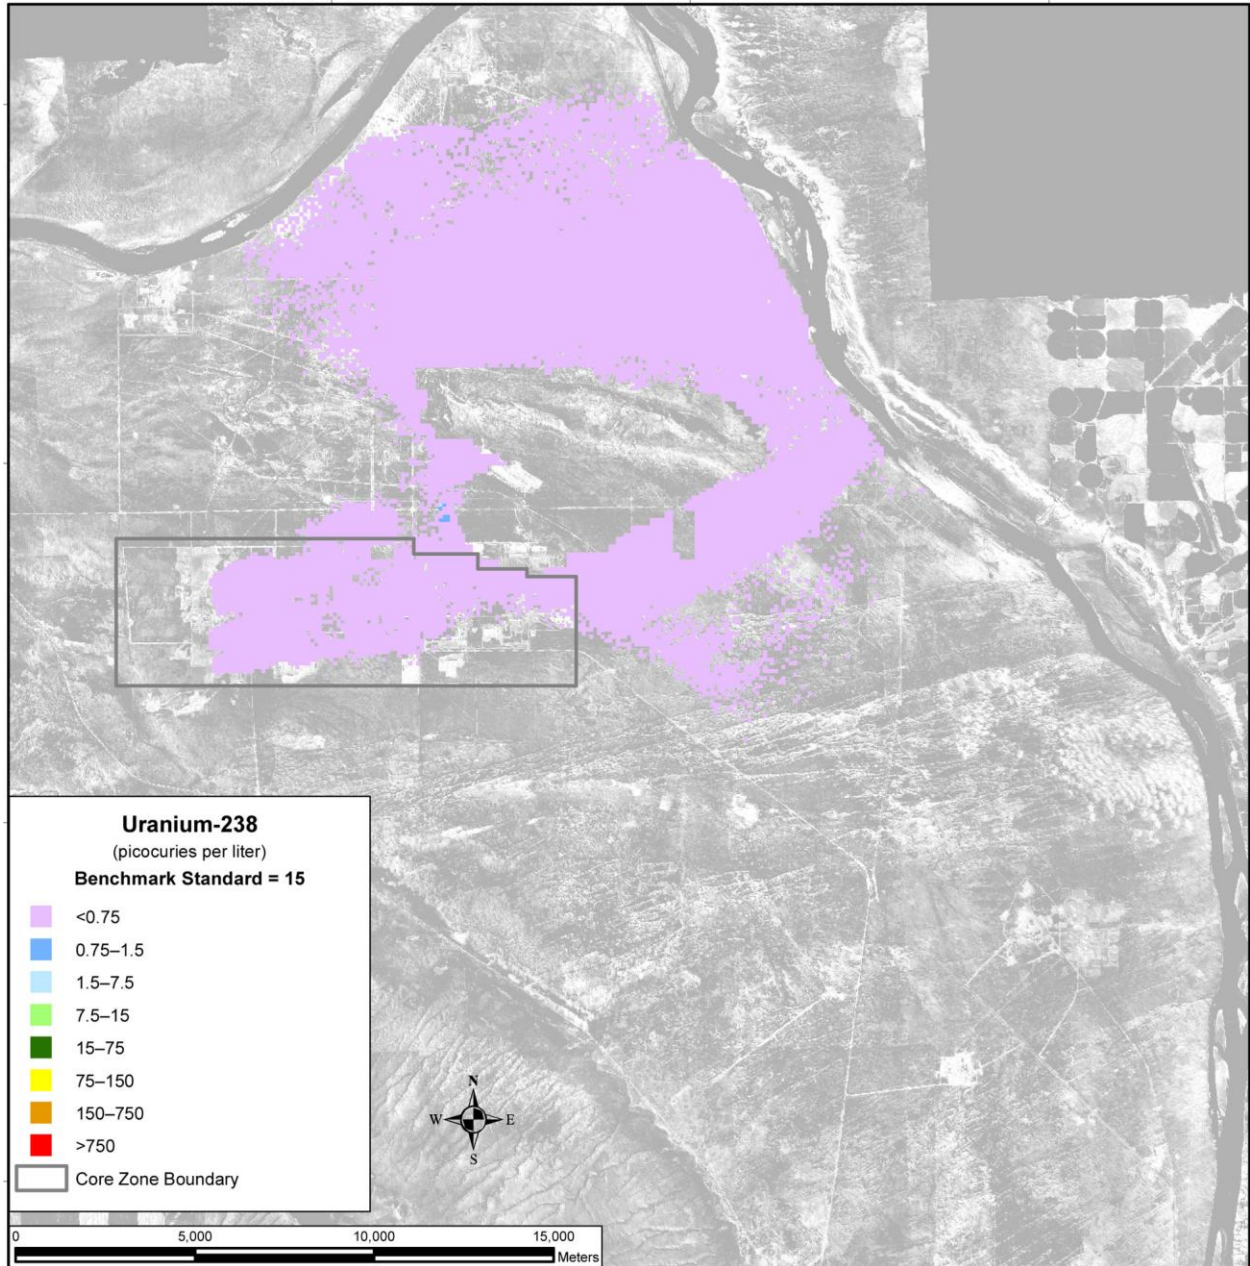 Uranium-238
(picocuries per liter)
Benchmark Standard = 15
<0.75
0.75–1.5
1.5–7.5
7.5–15
15–75
75–150
150–750
>750
Core Zone Boundary
N
W E
S
0 5,000 10,000 15,000
Meters